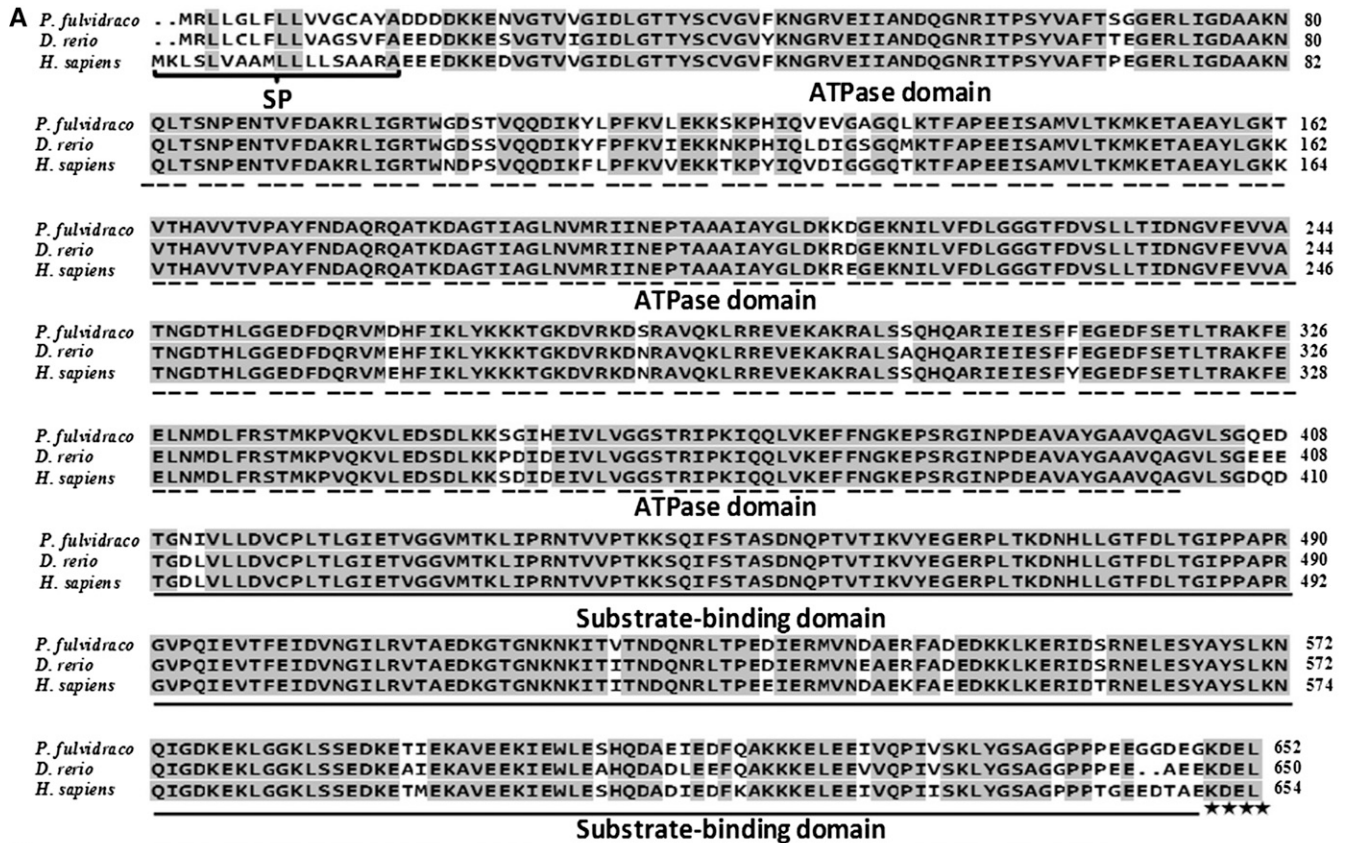 A
P. fulvidraco ..MRLLGLFLLVVGCAYADDDDKKENVGTVVGIDLGTTYSCVGVFKNGRVEIIANDQGNRITPSYVAFTSGGERLIGDAAKN 80
D. rerio ..MRLLCLFLLVAGSVFAEEDDKKESVGTVIGIDLGTTYSCVGVYKNGRVEIIANDQGNRITPSYVAFTTEGERLIGDAAKN 80
H. sapiens MKLSLVAAMLLLLSAARAEEEDKKEDVGTVVGIDLGTTYSCVGVFKNGRVEIIANDQGNRITPSYVAFTPEGERLIGDAAKN 82
SP ATPase domain
P. fulvidraco QLTSNPENTVFDAKRLIGRTWGDSTVQQDIKYLPFKVLEKKSKPHIQVEVGAGQLKTFAPEEISAMVLTKMKETAEAYLGKT 162
D. rerio QLTSNPENTVFDAKRLIGRTWGDSSVQQDIKYFPFKVIEKKNKPHIQLDIGSGQMKTFAPEEISAMVLTKMKETAEAYLGKK 162
H. sapiens QLTSNPENTVFDAKRLIGRTWNDPSVQQDIKFLPFKVVEKKTKPYIQVDIGGGQTKTFAPEEISAMVLTKMKETAEAYLGKK 164
P. fulvidraco VTHAVVTVPAYFNDAQRQATKDAGTIAGLNVMRIINEPTAAAIAYGLDKKDGEKNILVFDLGGGTFDVSLLTIDNGVFEVVA 244
D. rerio VTHAVVTVPAYFNDAQRQATKDAGTIAGLNVMRIINEPTAAAIAYGLDKRDGEKNILVFDLGGGTFDVSLLTIDNGVFEVVA 244
H. sapiens VTHAVVTVPAYFNDAQRQATKDAGTIAGLNVMRIINEPTAAAIAYGLDKREGEKNILVFDLGGGTFDVSLLTIDNGVFEVVA 246
ATPase domain
P. fulvidraco TNGDTHLGGEDFDQRVMDHFIKLYKKKTGKDVRKDSRAVQKLRREVEKAKRALSSQHQARIEIESFFEGEDFSETLTRAKFE 326
D. rerio TNGDTHLGGEDFDQRVMEHFIKLYKKKTGKDVRKDNRAVQKLRREVEKAKRALSAQHQARIEIESFFEGEDFSETLTRAKFE 326
H. sapiens TNGDTHLGGEDFDQRVMEHFIKLYKKKTGKDVRKDNRAVQKLRREVEKAKRALSSQHQARIEIESFYEGEDFSETLTRAKFE 328
P. fulvidraco ELNMDLFRSTMKPVQKVLEDSDLKKSGIHEIVLVGGSTRIPKIQQLVKEFFNGKEPSRGINPDEAVAYGAAVQAGVLSGQED 408
D. rerio ELNMDLFRSTMKPVQKVLEDSDLKKPDIDEIVLVGGSTRIPKIQQLVKEFFNGKEPSRGINPDEAVAYGAAVQAGVLSGEEE 408
H. sapiens ELNMDLFRSTMKPVQKVLEDSDLKKSDIDEIVLVGGSTRIPKIQQLVKEFFNGKEPSRGINPDEAVAYGAAVQAGVLSGDQD 410
ATPase domain
P. fulvidraco TGNIVLLDVCPLTLGIETVGGVMTKLIPRNTVVPTKKSQIFSTASDNQPTVTIKVYEGERPLTKDNHLLGTFDLTGIPPAPR 490
D. rerio TGDLVLLDVCPLTLGIETVGGVMTKLIPRNTVVPTKKSQIFSTASDNQPTVTIKVYEGERPLTKDNHLLGTFDLTGIPPAPR 490
H. sapiens TGDLVLLDVCPLTLGIETVGGVMTKLIPRNTVVPTKKSQIFSTASDNQPTVTIKVYEGERPLTKDNHLLGTFDLTGIPPAPR 492
Substrate-binding domain
P. fulvidraco GVPQIEVTFEIDVNGILRVTAEDKGTGNKNKITVTNDQNRLTPEDIERMVNDAERFADEDKKLKERIDSRNELESYAYSLKN 572
D. rerio GVPQIEVTFEIDVNGILRVTAEDKGTGNKNKITITNDQNRLTPEDIERMVNEAERFADEDKKLKERIDSRNELESYAYSLKN 572
H. sapiens GVPQIEVTFEIDVNGILRVTAEDKGTGNKNKITITNDQNRLTPEEIERMVNDAEKFAEEDKKLKERIDTRNELESYAYSLKN 574
P. fulvidraco QIGDKEKLGGKLSSEDKETIEKAVEEKIEWLESHQDAEIEDFQAKKKELEEIVQPIVSKLYGSAGGPPPEEGGDEGKDEL 652
D. rerio QIGDKEKLGGKLSSEDKEAIEKAVEEKIEWLEAHQDADLEEFQAKKKELEEVVQPIVSKLYGSAGGPPPEE..AEEKDEL 650
H. sapiens QIGDKEKLGGKLSSEDKETMEKAVEEKIEWLESHQDADIEDFKAKKKELEEIVQPIISKLYGSAGPPPTGEEDTAEKDEL 654
★★★★
Substrate-binding domain